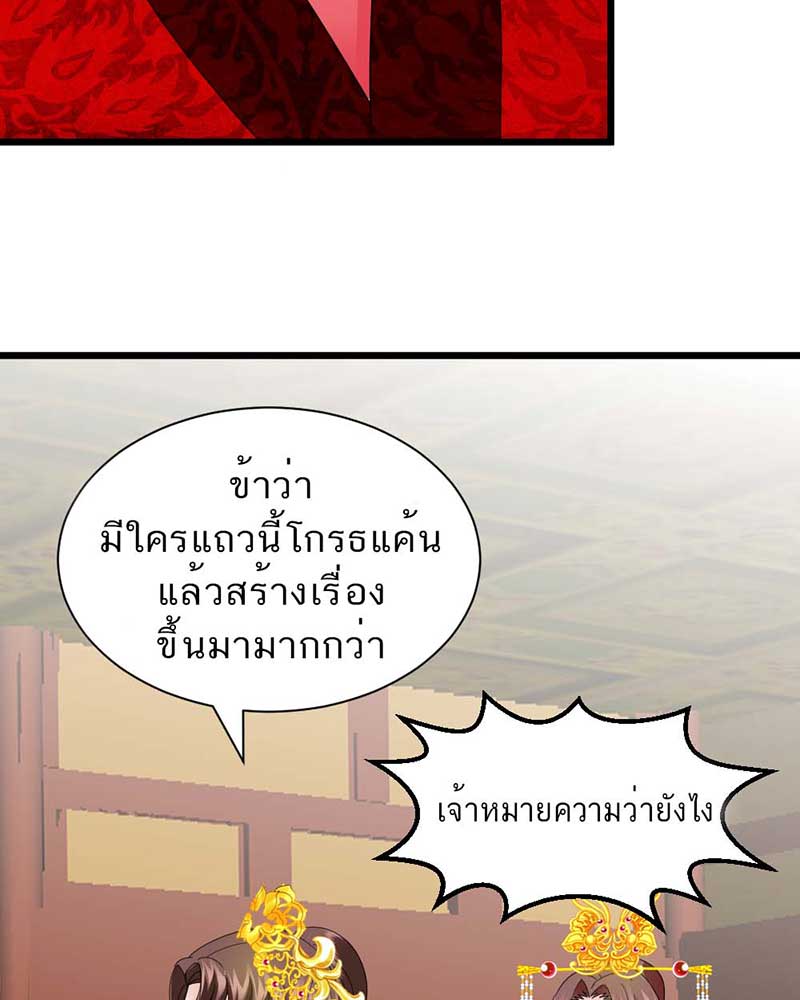 ข้าว่า
มีใครแถวนี้โกรธแค้น
แล้วสร้างเรื่อง
ขึ้นมามากกว่า
เจ้าหมายความว่ายังไง